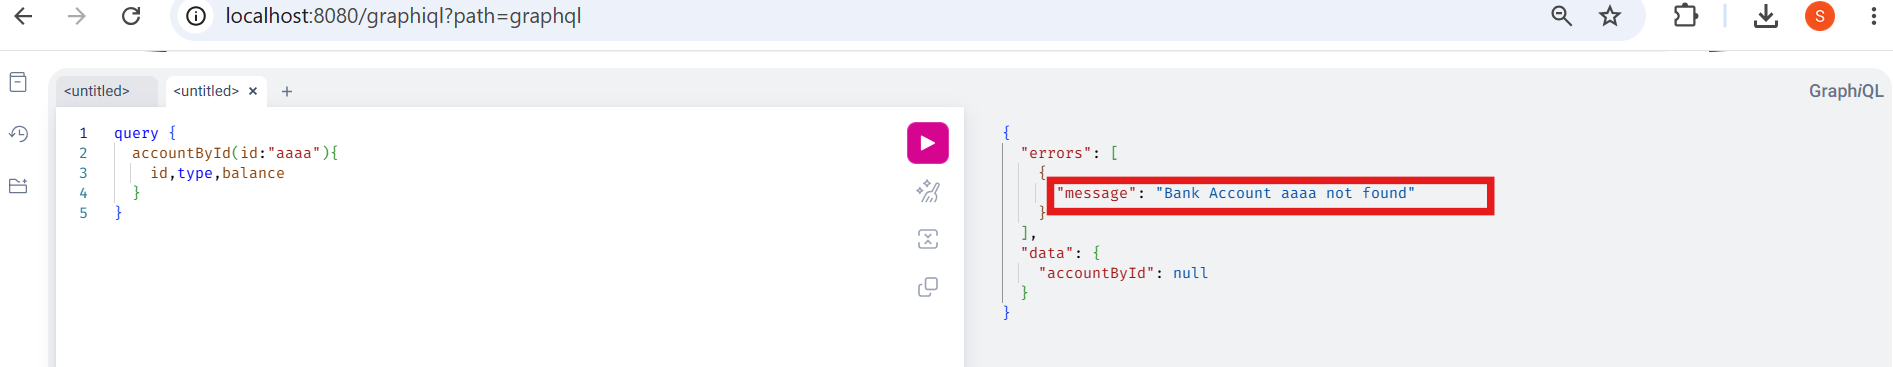 localhost:8080/graphiql?path=graphql
S
<untitled>
<untitled> × +
GraphiQL
1 query {
2 accountById(id:"aaaa"){
3 id,type,balance
4 }
5 }
{
"errors": [
{
"message": "Bank Account aaaa not found"
}
],
"data": {
"accountById": null
}
}